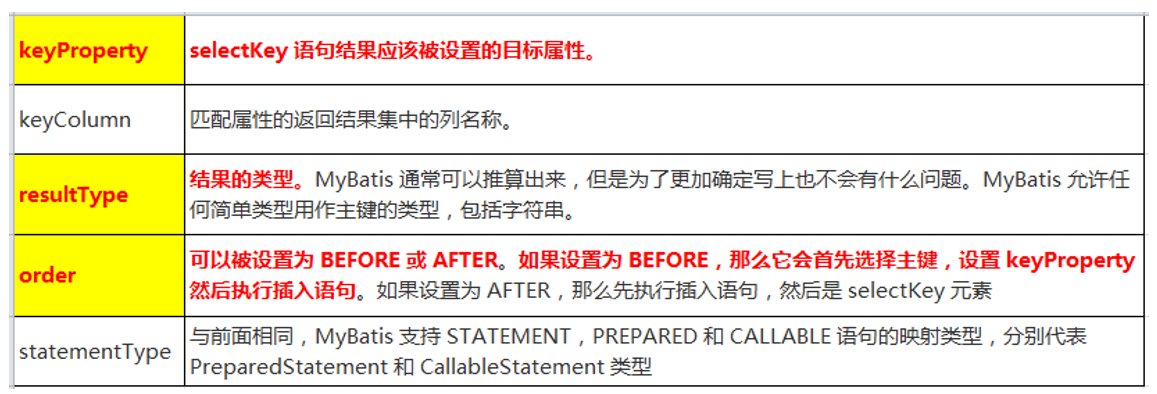 keyProperty
selectKey 语句结果应该被设置的目标属性。
keyColumn
匹配属性的返回结果集中的列名称。
resultType
结果的类型。MyBatis 通常可以推算出来，但是为了更加确定写上也不会有什么问题。MyBatis 允许任
何简单类型用作主键的类型，包括字符串。
order
可以被设置为 BEFORE 或 AFTER。如果设置为 BEFORE，那么它会首先选择主键，设置 keyProperty
然后执行插入语句。如果设置为 AFTER，那么先执行插入语句，然后是 selectKey 元素
statementType
与前面相同，MyBatis 支持 STATEMENT，PREPARED 和 CALLABLE 语句的映射类型，分别代表
PreparedStatement 和 CallableStatement 类型